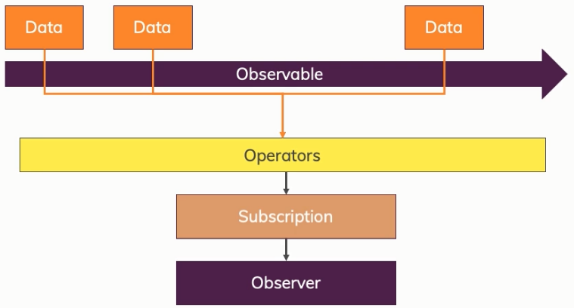 Data
Data
Data
Observable
Operators
Subscription
Observer